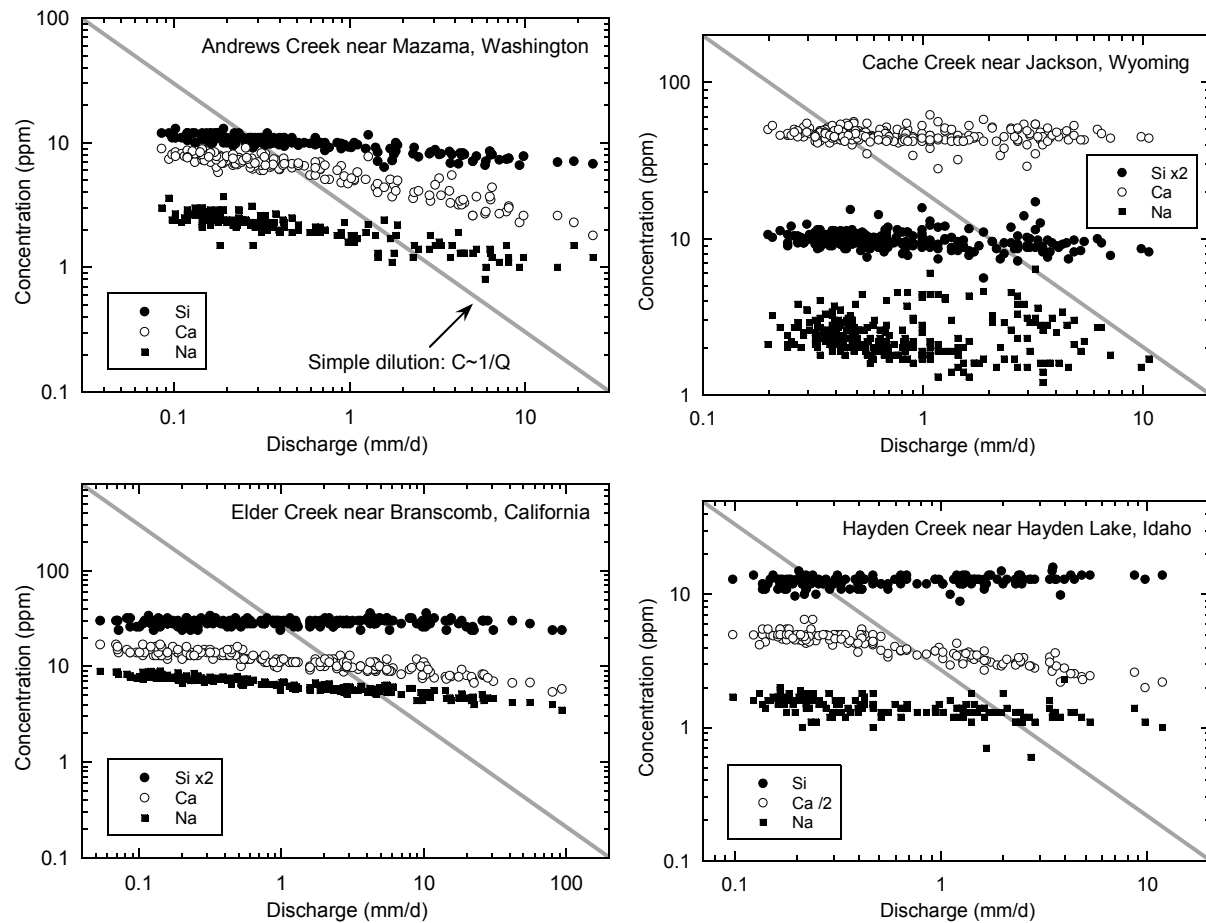 Andrews Creek near Mazama, Washington
Concentration (ppm)
100
10
1
0.1
Si
Ca
Na
Simple dilution: C~1/Q
0.1 1 10
Discharge (mm/d)
Cache Creek near Jackson, Wyoming
Concentration (ppm)
100
10
1
Si x2
Ca
Na
0.1 1 10
Discharge (mm/d)
Elder Creek near Branscomb, California
Concentration (ppm)
100
10
1
0.1
Si x2
Ca
Na
0.1 1 10 100
Discharge (mm/d)
Hayden Creek near Hayden Lake, Idaho
Concentration (ppm)
10
1
0.1
Si
Ca /2
Na
0.1 1 10
Discharge (mm/d)